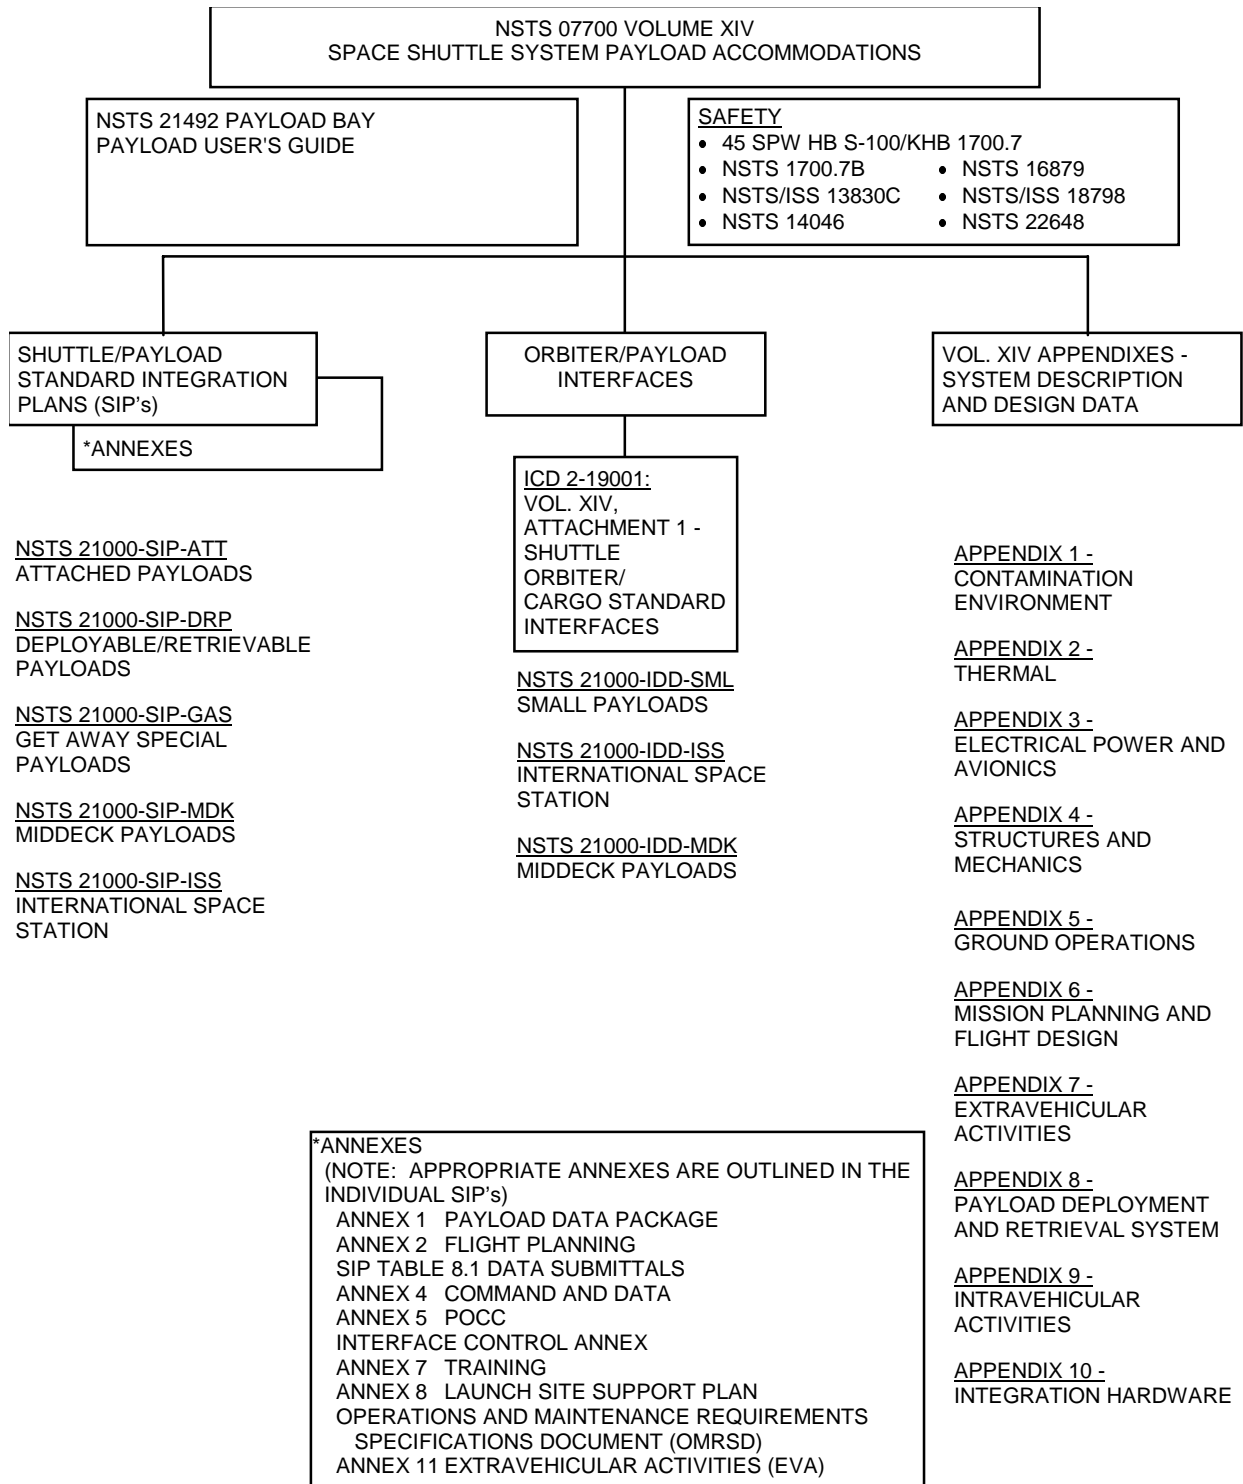 NSTS 07700 VOLUME XIV
SPACE SHUTTLE SYSTEM PAYLOAD ACCOMMODATIONS
NSTS 21492 PAYLOAD BAY
PAYLOAD USER'S GUIDE
SAFETY
• 45 SPW HB S-100/KHB 1700.7
• NSTS 1700.7B • NSTS 16879
• NSTS/ISS 13830C • NSTS/ISS 18798
• NSTS 14046 • NSTS 22648
SHUTTLE/PAYLOAD
STANDARD INTEGRATION
PLANS (SIP's)
*ANNEXES
NSTS 21000-SIP-ATT
ATTACHED PAYLOADS
NSTS 21000-SIP-DRP
DEPLOYABLE/RETRIEVABLE
PAYLOADS
NSTS 21000-SIP-GAS
GET AWAY SPECIAL
PAYLOADS
NSTS 21000-SIP-MDK
MIDDECK PAYLOADS
NSTS 21000-SIP-ISS
INTERNATIONAL SPACE
STATION
ORBITER/PAYLOAD
INTERFACES
ICD 2-19001:
VOL. XIV,
ATTACHMENT 1 -
SHUTTLE
ORBITER/
CARGO STANDARD
INTERFACES
NSTS 21000-IDD-SML
SMALL PAYLOADS
NSTS 21000-IDD-ISS
INTERNATIONAL SPACE
STATION
NSTS 21000-IDD-MDK
MIDDECK PAYLOADS
VOL. XIV APPENDIXES -
SYSTEM DESCRIPTION
AND DESIGN DATA
APPENDIX 1 -
CONTAMINATION
ENVIRONMENT
APPENDIX 2 -
THERMAL
APPENDIX 3 -
ELECTRICAL POWER AND
AVIONICS
APPENDIX 4 -
STRUCTURES AND
MECHANICS
APPENDIX 5 -
GROUND OPERATIONS
APPENDIX 6 -
MISSION PLANNING AND
FLIGHT DESIGN
APPENDIX 7 -
EXTRAVEHICULAR
ACTIVITIES
APPENDIX 8 -
PAYLOAD DEPLOYMENT
AND RETRIEVAL SYSTEM
APPENDIX 9 -
INTRAVEHICULAR
ACTIVITIES
APPENDIX 10 -
INTEGRATION HARDWARE
*ANNEXES
(NOTE: APPROPRIATE ANNEXES ARE OUTLINED IN THE
INDIVIDUAL SIP's)
ANNEX 1 PAYLOAD DATA PACKAGE
ANNEX 2 FLIGHT PLANNING
SIP TABLE 8.1 DATA SUBMITTALS
ANNEX 4 COMMAND AND DATA
ANNEX 5 POCC
INTERFACE CONTROL ANNEX
ANNEX 7 TRAINING
ANNEX 8 LAUNCH SITE SUPPORT PLAN
OPERATIONS AND MAINTENANCE REQUIREMENTS
SPECIFICATIONS DOCUMENT (OMRSD)
ANNEX 11 EXTRAVEHICULAR ACTIVITIES (EVA)